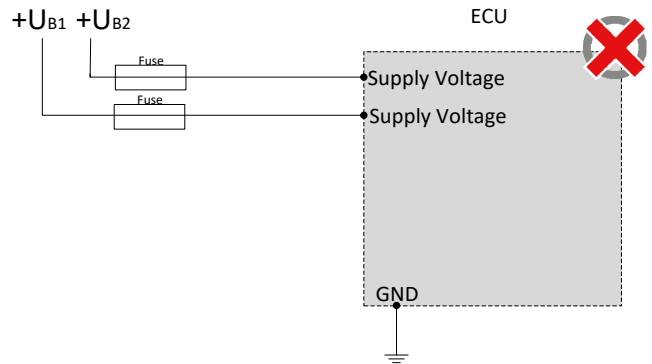 +UB1 +UB2
ECU
Fuse
Supply Voltage
Fuse
Supply Voltage
GND